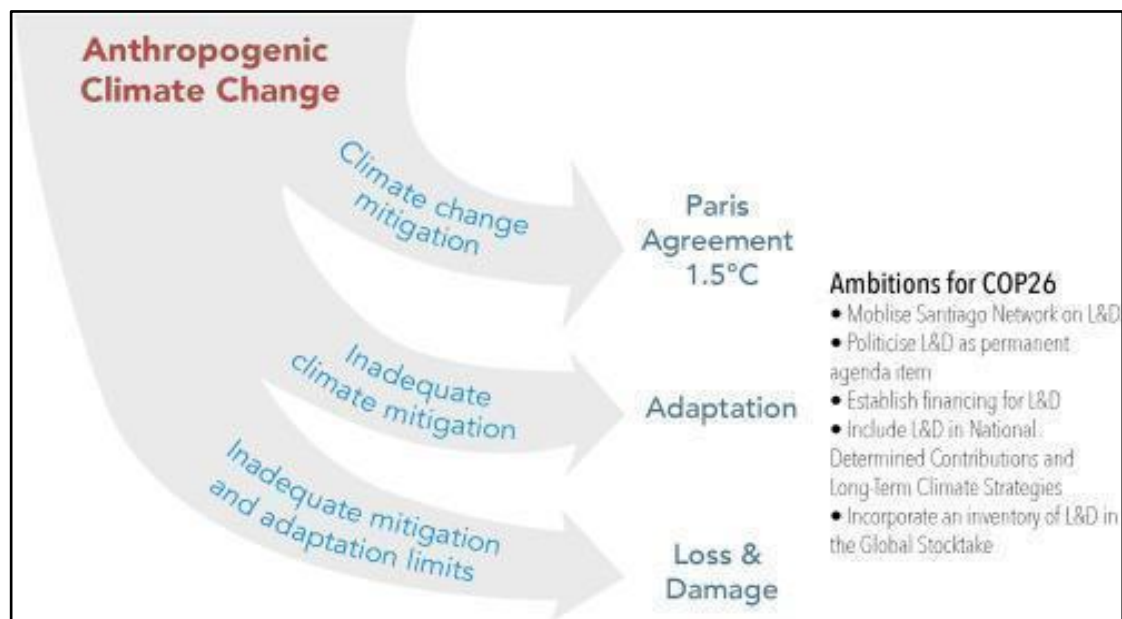 Anthropogenic
Climate Change
Climate change
mitigation
Paris
Agreement
1.5°C
Inadequate
climate mitigation
Adaptation
Inadequate mitigation
and adaptation limits
Loss &
Damage
Ambitions for COP26
• Moblise Santiago Network on L&D
• Politicise L&D as permanent
agenda item
• Establish financing for L&D
• Include L&D in National
Determined Contributions and
Long-Term Climate Strategies
• Incorporate an inventory of L&D in
the Global Stocktake